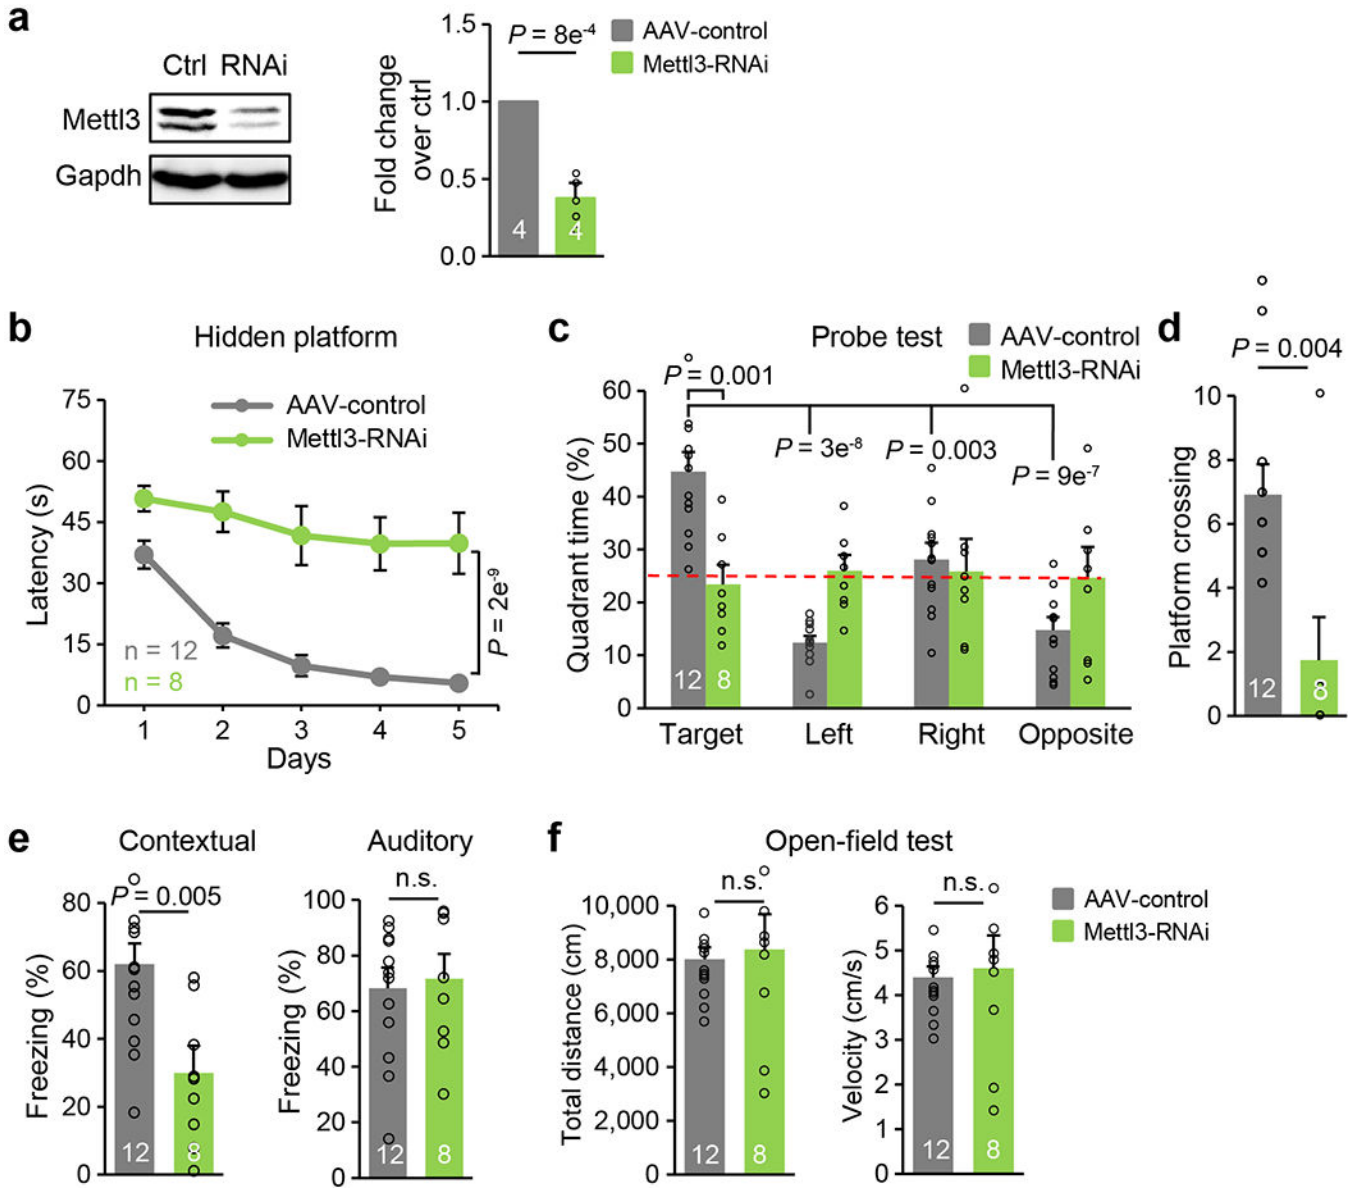 a
Ctrl RNAi
Mettl3
Gapdh
Fold change
over ctrl
1.5
1.0
0.5
0.0
P = 8e-4
4
4
AAV-control
Mettl3-RNAi
b
Hidden platform
Latency (s)
75
60
45
30
15
0
AAV-control
Mettl3-RNAi
P = 2e-9
n = 12
n = 8
1 2 3 4 5
Days
c
Probe test
AAV-control
Mettl3-RNAi
Quadrant time (%)
60
50
40
30
20
10
0
P = 0.001
P = 3e-8
P = 0.003
P = 9e-7
12 8
Target Left Right Opposite
d
P = 0.004
Platform crossing
10
8
6
4
2
0
12 8
e
Contextual
Freezing (%)
80
60
40
20
0
P = 0.005
12 8
Auditory
Freezing (%)
100
80
60
40
20
0
n.s.
12 8
f
Open-field test
Total distance (cm)
10,000
8,000
6,000
4,000
2,000
0
n.s.
12 8
Velocity (cm/s)
6
5
4
3
2
1
0
n.s.
12 8
AAV-control
Mettl3-RNAi